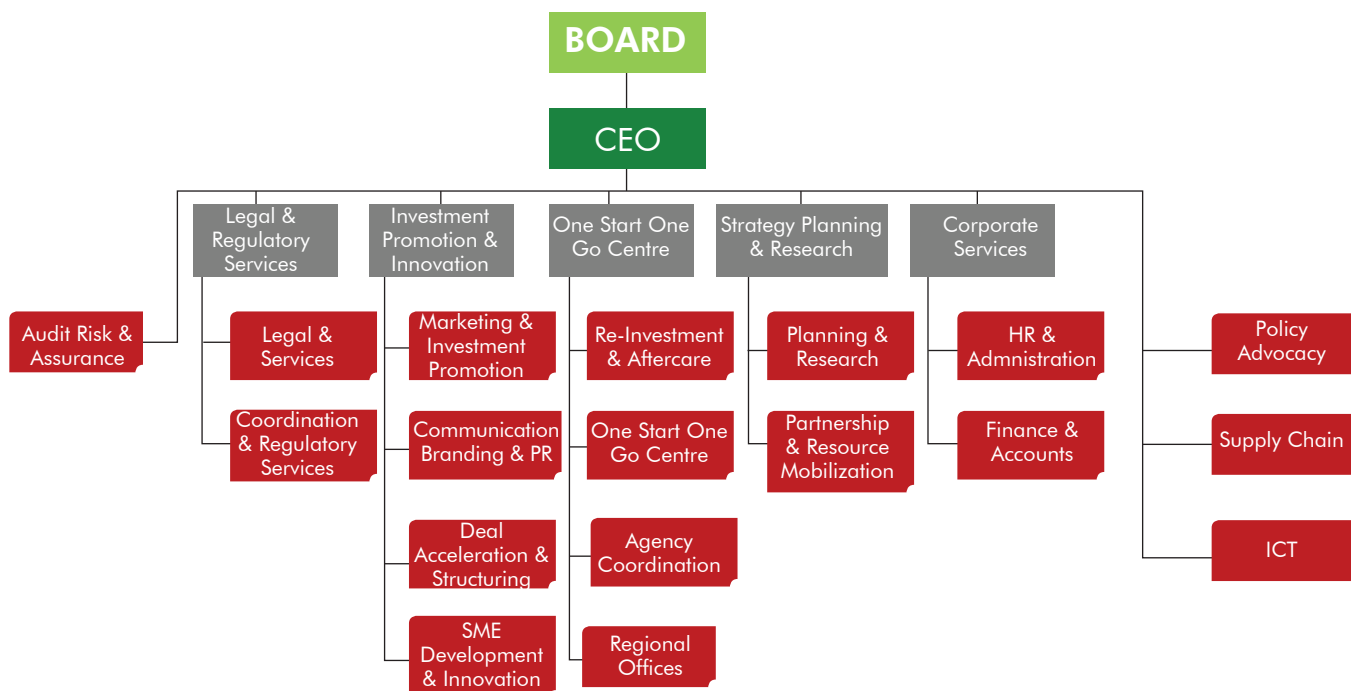 BOARD
CEO
Legal &
Regulatory
Services
Investment
Promotion &
Innovation
One Start One
Go Centre
Strategy Planning
& Research
Corporate
Services
Audit Risk &
Assurance
Legal &
Services
Marketing &
Investment
Promotion
Re-Investment
& Aftercare
Planning &
Research
HR &
Admnistration
Policy
Advocacy
Coordination
& Regulatory
Services
Communication
Branding & PR
One Start One
Go Centre
Partnership
& Resource
Mobilization
Finance &
Accounts
Supply Chain
Deal
Acceleration &
Structuring
Agency
Coordination
ICT
SME
Development
& Innovation
Regional
Offices